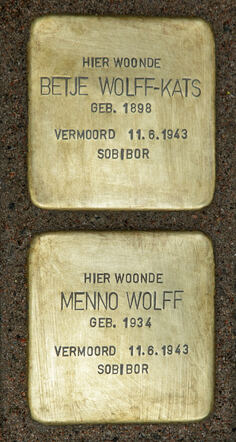 HIER WOONDE
BETJE WOLFF-KATS
GEB. 1898
VERMOORD 11.6.1943
SOBIBOR
HIER WOONDE
MENNO WOLFF
GEB. 1934
VERMOORD 11.6.1943
SOBIBOR